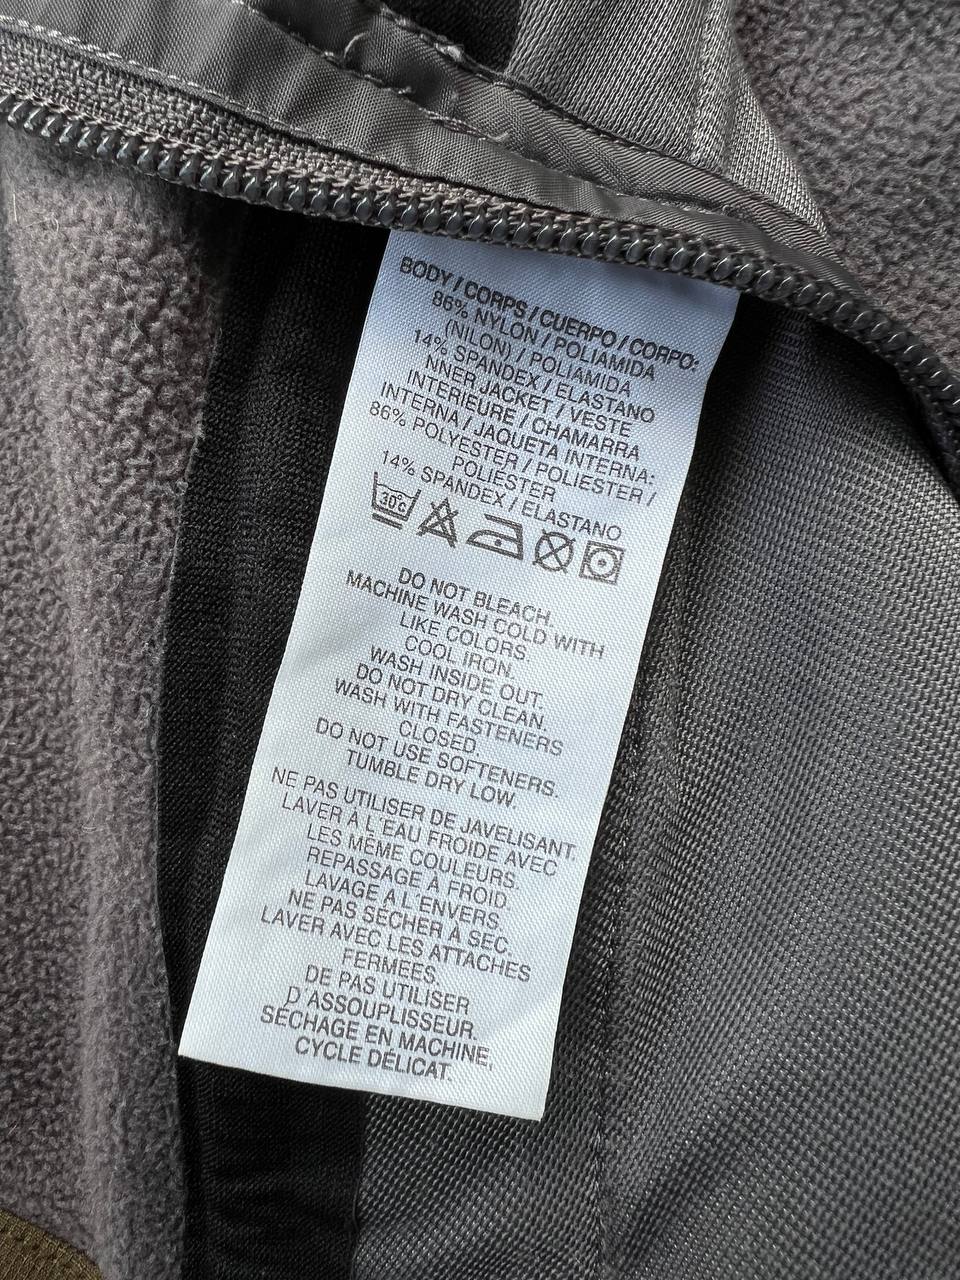 BODY / CORPS / CUERPO / CORPO:
86% NYLON / POLIAMIDA
(NILON) / POLIAMIDA
14% SPANDEX / ELASTANO
NNER JACKET / VESTE
INTERIEURE / CHAMARRA
INTERNA / JAQUETA INTERNA:
86% POLYESTER / POLIESTER /
POLIESTER
14% SPANDEX / ELASTANO
30°c
DO NOT BLEACH.
MACHINE WASH COLD WITH
LIKE COLORS.
COOL IRON.
WASH INSIDE OUT.
DO NOT DRY CLEAN.
WASH WITH FASTENERS
CLOSED.
DO NOT USE SOFTENERS.
TUMBLE DRY LOW.
NE PAS UTILISER DE JAVELISANT.
LAVER À L'EAU FROIDE AVEC
LES MÊME COULEURS.
REPASSAGE À FROID.
LAVAGE À L'ENVERS.
NE PAS SÉCHER À SEC.
LAVER AVEC LES ATTACHES
FERMÉES.
DE PAS UTILISER
D'ASSOUPLISSEUR.
SÉCHAGE EN MACHINE,
CYCLE DÉLICAT.